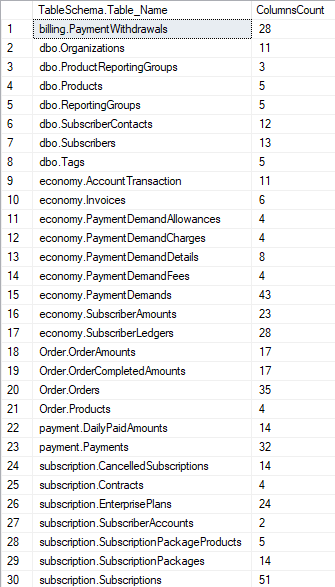 TableSchema.Table_Name ColumnsCount
1 billing.PaymentWithdrawals 28
2 dbo.Organizations 11
3 dbo.ProductReportingGroups 3
4 dbo.Products 5
5 dbo.ReportingGroups 5
6 dbo.SubscriberContacts 12
7 dbo.Subscribers 13
8 dbo.Tags 5
9 economy.AccountTransaction 11
10 economy.Invoices 6
11 economy.PaymentDemandAllowances 4
12 economy.PaymentDemandCharges 4
13 economy.PaymentDemandDetails 8
14 economy.PaymentDemandFees 4
15 economy.PaymentDemands 43
16 economy.SubscriberAmounts 23
17 economy.SubscriberLedgers 28
18 Order.OrderAmounts 17
19 Order.OrderCompletedAmounts 17
20 Order.Orders 35
21 Order.Products 4
22 payment.DailyPaidAmounts 14
23 payment.Payments 32
24 subscription.CancelledSubscriptions 14
25 subscription.Contracts 4
26 subscription.EnterprisePlans 24
27 subscription.SubscriberAccounts 2
28 subscription.SubscriptionPackageProducts 5
29 subscription.SubscriptionPackages 14
30 subscription.Subscriptions 51